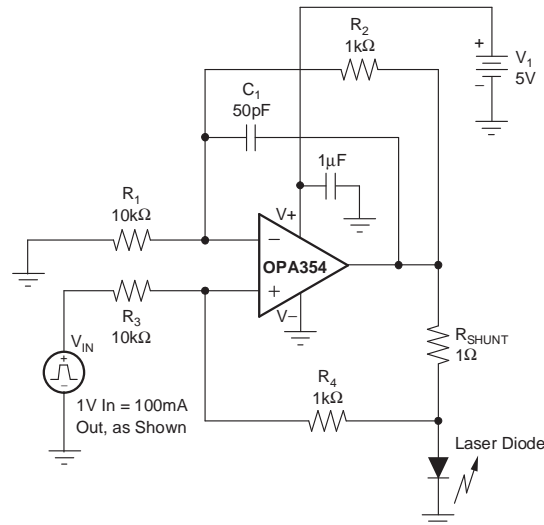 R2
1kΩ
+
V1
5V
−
C1
50pF
1μF
R1
10kΩ
V+
−
OPA354
+
R3
10kΩ
V−
RSHUNT
1Ω
VIN
+
−
R4
1kΩ
1V In = 100mA
Out, as Shown
Laser Diode